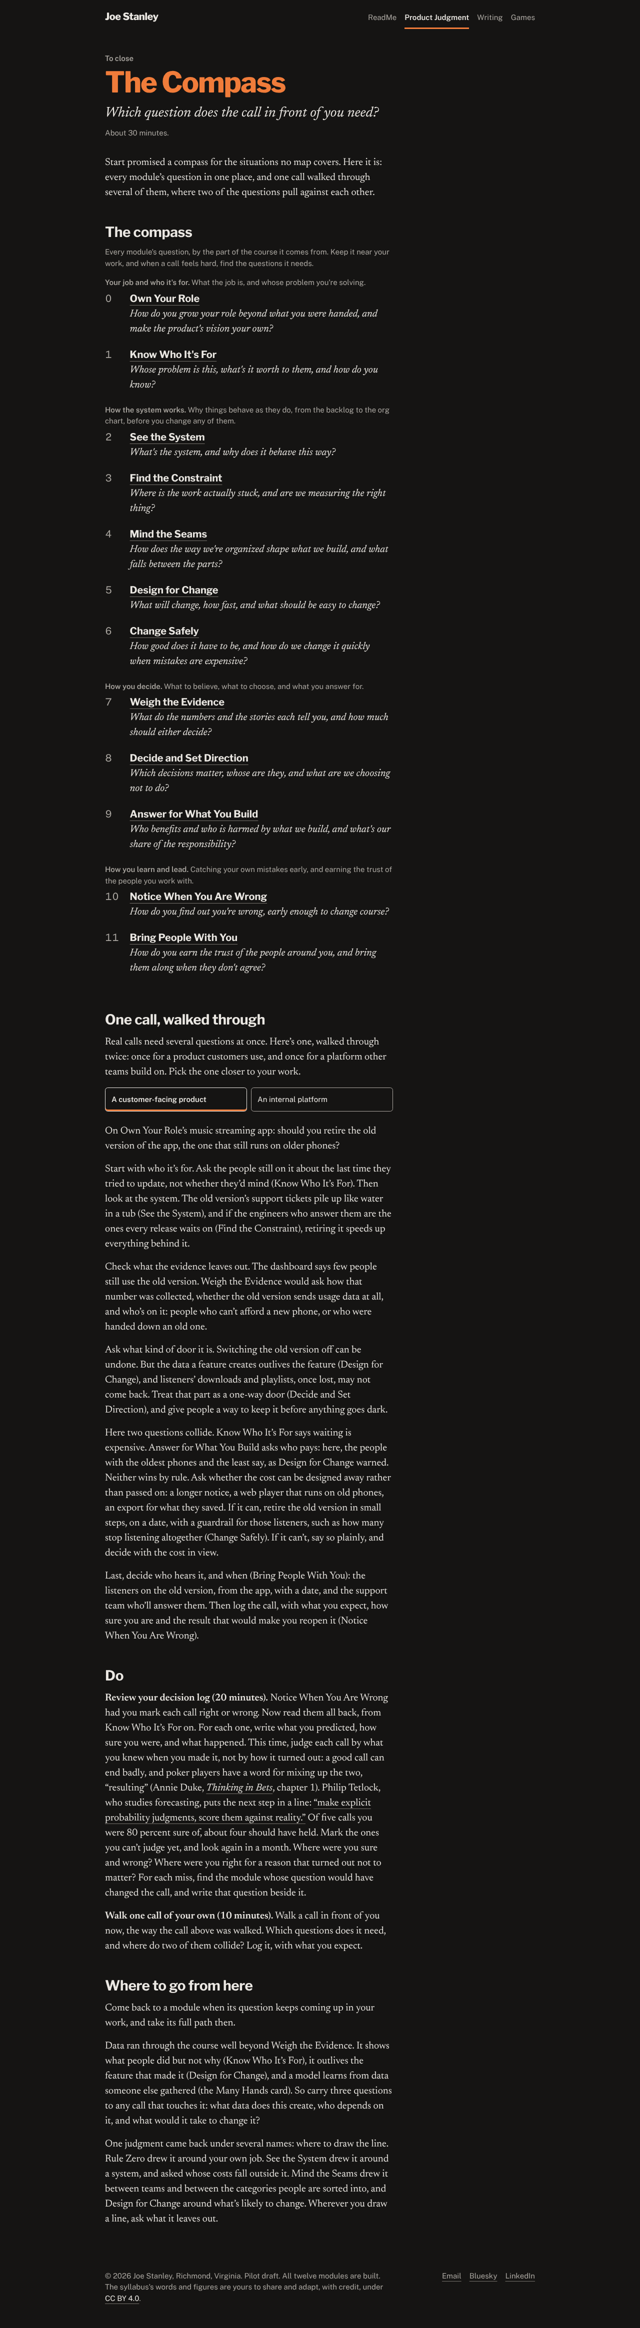 Joe Stanley
ReadMe Product Judgment Writing Games
To close
The Compass
Which question does the call in front of you need?
About 30 minutes.
Start promised a compass for the situations no map covers. Here it is:
every module's question in one place, and one call walked through
several of them, where two of the questions pull against each other.
The compass
Every module's question, by the part of the course it comes from. Keep it near your
work, and when a call feels hard, find the questions it needs.
Your job and who it's for. What the job is, and whose problem you're solving.
0 Own Your Role
How do you grow your role beyond what you were handed, and
make the product's vision your own?
1 Know Who It's For
Whose problem is this, what's it worth to them, and how do you
know?
How the system works. Why things behave as they do, from the backlog to the org
chart, before you change any of them.
2 See the System
What's the system, and why does it behave this way?
3 Find the Constraint
Where is the work actually stuck, and are we measuring the right
thing?
4 Mind the Seams
How does the way we're organized shape what we build, and what
falls between the parts?
5 Design for Change
What will change, how fast, and what should be easy to change?
6 Change Safely
How good does it have to be, and how do we change it quickly
when mistakes are expensive?
How you decide. What to believe, what to choose, and what you answer for.
7 Weigh the Evidence
What do the numbers and the stories each tell you, and how much
should either decide?
8 Decide and Set Direction
Which decisions matter, whose are they, and what are we choosing
not to do?
9 Answer for What You Build
Who benefits and who is harmed by what we build, and what's our
share of the responsibility?
How you learn and lead. Catching your own mistakes early, and earning the trust of
the people you work with.
10 Notice When You Are Wrong
How do you find out you're wrong, early enough to change course?
11 Bring People With You
How do you earn the trust of the people around you, and bring
them along when they don't agree?
One call, walked through
Real calls need several questions at once. Here's one, walked through
twice: once for a product customers use, and once for a platform other
teams build on. Pick the one closer to your work.
A customer-facing product An internal platform
On Own Your Role's music streaming app: should you retire the old
version of the app, the one that still runs on older phones?
Start with who it's for. Ask the people still on it about the last time they
tried to update, not whether they'd mind (Know Who It's For). Then
look at the system. The old version's support tickets pile up like water
in a tub (See the System), and if the engineers who answer them are the
ones every release waits on (Find the Constraint), retiring it speeds up
everything behind it.
Check what the evidence leaves out. The dashboard says few people
still use the old version. Weigh the Evidence would ask how that
number was collected, whether the old version sends usage data at all,
and who's on it: people who can't afford a new phone, or who were
handed down an old one.
Ask what kind of door it is. Switching the old version off can be
undone. But the data a feature creates outlives the feature (Design for
Change), and listeners' downloads and playlists, once lost, may not
come back. Treat that part as a one-way door (Decide and Set
Direction), and give people a way to keep it before anything goes dark.
Here two questions collide. Know Who It's For says waiting is
expensive. Answer for What You Build asks who pays: here, the people
with the oldest phones and the least say, as Design for Change warned.
Neither wins by rule. Ask whether the cost can be designed away rather
than passed on: a longer notice, a web player that runs on old phones,
an export for what they saved. If it can, retire the old version in small
steps, on a date, with a guardrail for those listeners, such as how many
stop listening altogether (Change Safely). If it can't, say so plainly, and
decide with the cost in view.
Last, decide who hears it, and when (Bring People With You): the
listeners on the old version, from the app, with a date, and the support
team who'll answer them. Then log the call, with what you expect, how
sure you are and the result that would make you reopen it (Notice
When You Are Wrong).
Do
Review your decision log (20 minutes). Notice When You Are Wrong
had you mark each call right or wrong. Now read them all back, from
Know Who It's For on. For each one, write what you predicted, how
sure you were, and what happened. This time, judge each call by what
you knew when you made it, not by how it turned out: a good call can
end badly, and poker players have a word for mixing up the two,
"resulting" (Annie Duke, Thinking in Bets, chapter 1). Philip Tetlock,
who studies forecasting, puts the next step in a line: "make explicit
probability judgments, score them against reality." Of five calls you
were 80 percent sure of, about four should have held. Mark the ones
you can't judge yet, and look again in a month. Where were you sure
and wrong? Where were you right for a reason that turned out not to
matter? For each miss, find the module whose question would have
changed the call, and write that question beside it.
Walk one call of your own (10 minutes). Walk a call in front of you
now, the way the call above was walked. Which questions does it need,
and where do two of them collide? Log it, with what you expect.
Where to go from here
Come back to a module when its question keeps coming up in your
work, and take its full path then.
Data ran through the course well beyond Weigh the Evidence. It shows
what people did but not why (Know Who It's For), it outlives the
feature that made it (Design for Change), and a model learns from data
someone else gathered (the Many Hands card). So carry three questions
to any call that touches it: what data does this create, who depends on
it, and what would it take to change it?
One judgment came back under several names: where to draw the line.
Rule Zero drew it around your own job. See the System drew it around
a system, and asked whose costs fall outside it. Mind the Seams drew it
between teams and between the categories people are sorted into, and
Design for Change around what's likely to change. Wherever you draw
a line, ask what it leaves out.
© 2026 Joe Stanley, Richmond, Virginia. Pilot draft. All twelve modules are built.
The syllabus's words and figures are yours to share and adapt, with credit, under
CC BY 4.0.
Email Bluesky LinkedIn